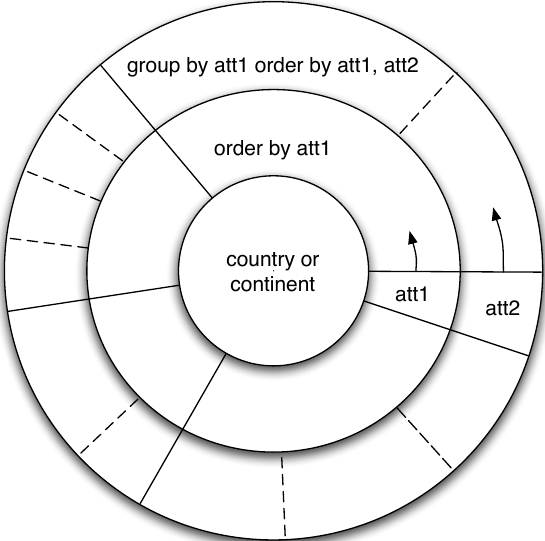 group by att1 order by att1, att2
order by att1
country or
continent
att1
att2